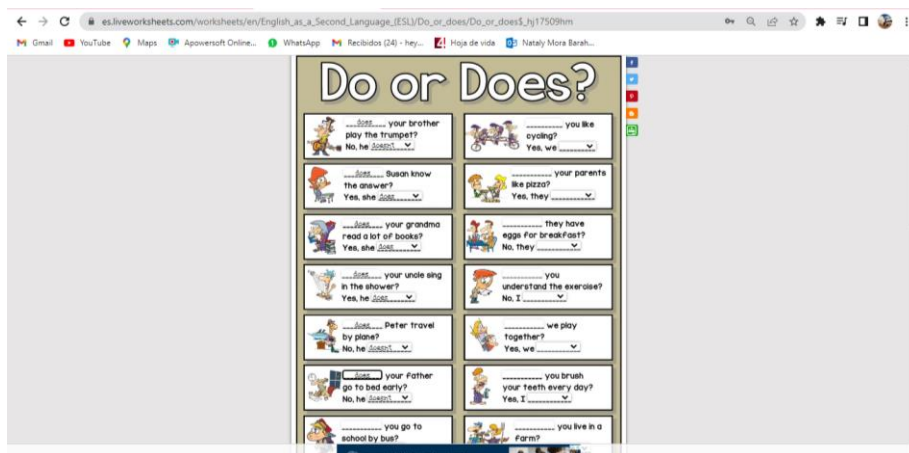 es.liveworksheets.com/worksheets/en/English_as_a_Second_Language_(ESL)/Do_or_does/Do_or_does$_hj17509hm
Gmail YouTube Maps Apowersoft Online... WhatsApp Recibidos (24) - hey... Hoja de vida Nataly Mora Barah...
Do or Does?
does your brother
play the trumpet?
No, he doesnt
does Susan know
the answer?
Yes, she does
does your grandma
read a lot of books?
Yes, she does
does your uncle sing
in the shower?
Yes, he does
does Peter travel
by plane?
No, he doesnt
does your father
go to bed early?
No, he doesnt
you go to
school by bus?
you like
cycling?
Yes, we
your parents
like pizza?
Yes, they
they have
eggs for breakfast?
No, they
you
understand the exercise?
No, I
we play
together?
Yes, we
you brush
your teeth every day?
Yes, I
you live in a
farm?